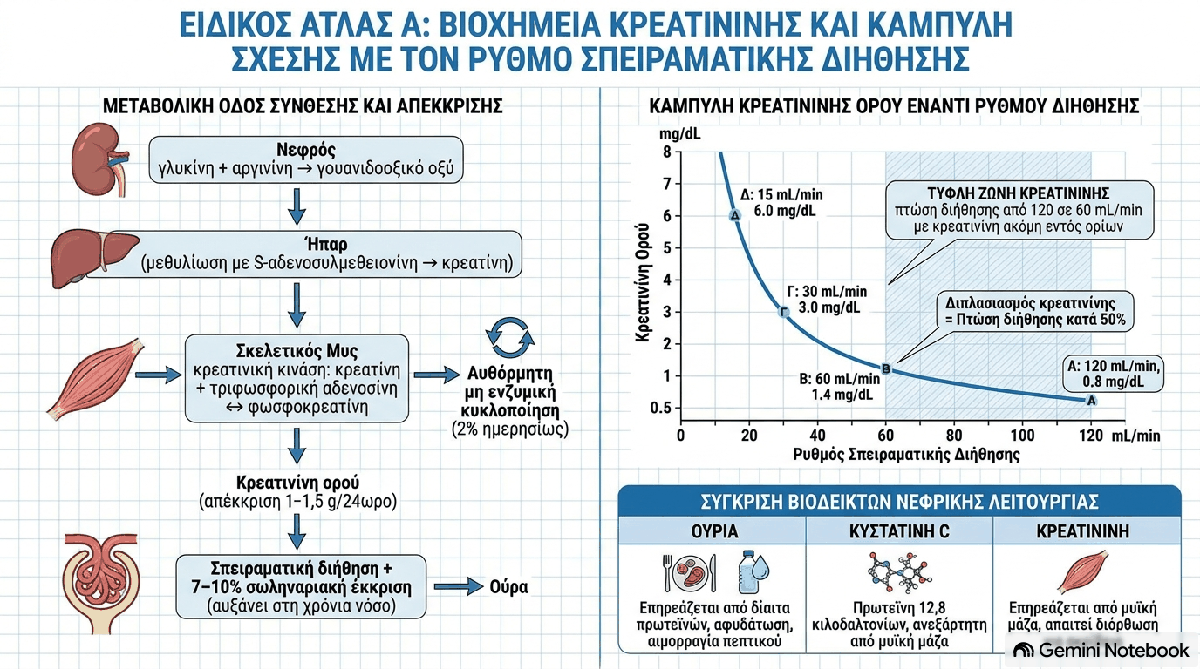 ΕΙΔΙΚΟΣ ΑΤΛΑΣ Α: ΒΙΟΧΗΜΕΙΑ ΚΡΕΑΤΙΝΙΝΗΣ ΚΑΙ ΚΑΜΠΥΛΗ
ΣΧΕΣΗΣ ΜΕ ΤΟΝ ΡΥΘΜΟ ΣΠΕΙΡΑΜΑΤΙΚΗΣ ΔΙΗΘΗΣΗΣ
ΜΕΤΑΒΟΛΙΚΗ ΟΔΟΣ ΣΥΝΘΕΣΗΣ ΚΑΙ ΑΠΕΚΚΡΙΣΗΣ
Νεφρός
γλυκίνη + αργινίνη → γουανιδοοξικό οξύ
Ήπαρ
(μεθυλίωση με S-αδενοσυλμεθειονίνη → κρεατίνη)
Σκελετικός Μυς
κρεατινική κινάση: κρεατίνη
+ τριφωσφορική αδενοσίνη
↔ φωσφοκρεατίνη
Αυθόρμητη
μη ενζυμική
κυκλοποίηση
(2% ημερησίως)
Κρεατινίνη ορού
(απέκκριση 1–1,5 g/24ωρο)
Σπειραματική διήθηση +
7–10% σωληναριακή έκκριση
(αυξάνει στη χρόνια νόσο)
Ούρα
ΚΑΜΠΥΛΗ ΚΡΕΑΤΙΝΙΝΗΣ ΟΡΟΥ ΕΝΑΝΤΙ ΡΥΘΜΟΥ ΔΙΗΘΗΣΗΣ
mg/dL
8
7
6
5
4
3
2
1
0.5
Κρεατινίνη Ορού
Δ: 15 mL/min
6.0 mg/dL
Δ
Γ: 30 mL/min
3.0 mg/dL
Γ
Β: 60 mL/min
1.4 mg/dL
Β
ΤΥΦΛΗ ΖΩΝΗ ΚΡΕΑΤΙΝΙΝΗΣ
πτώση διήθησης από 120 σε 60 mL/min
με κρεατινίνη ακόμη εντός ορίων
Διπλασιασμός κρεατινίνης
= Πτώση διήθησης κατά 50%
Α: 120 mL/min,
0,8 mg/dL
Α
0 20 40 60 80 100 120 mL/min
Ρυθμός Σπειραματικής Διήθησης
ΣΥΓΚΡΙΣΗ ΒΙΟΔΕΙΚΤΩΝ ΝΕΦΡΙΚΗΣ ΛΕΙΤΟΥΡΓΙΑΣ
ΟΥΡΙΑ
Επηρεάζεται από δίαιτα
πρωτεϊνών, αφυδάτωση,
αιμορραγία πεπτικού
ΚΥΣΤΑΤΙΝΗ C
Πρωτεΐνη 12,8
κιλοδαλτονίων, ανεξάρτητη
από μυϊκή μάζα
ΚΡΕΑΤΙΝΙΝΗ
Επηρεάζεται από μυϊκή
μάζα, απαιτεί διόρθωση
Gemini Notebook